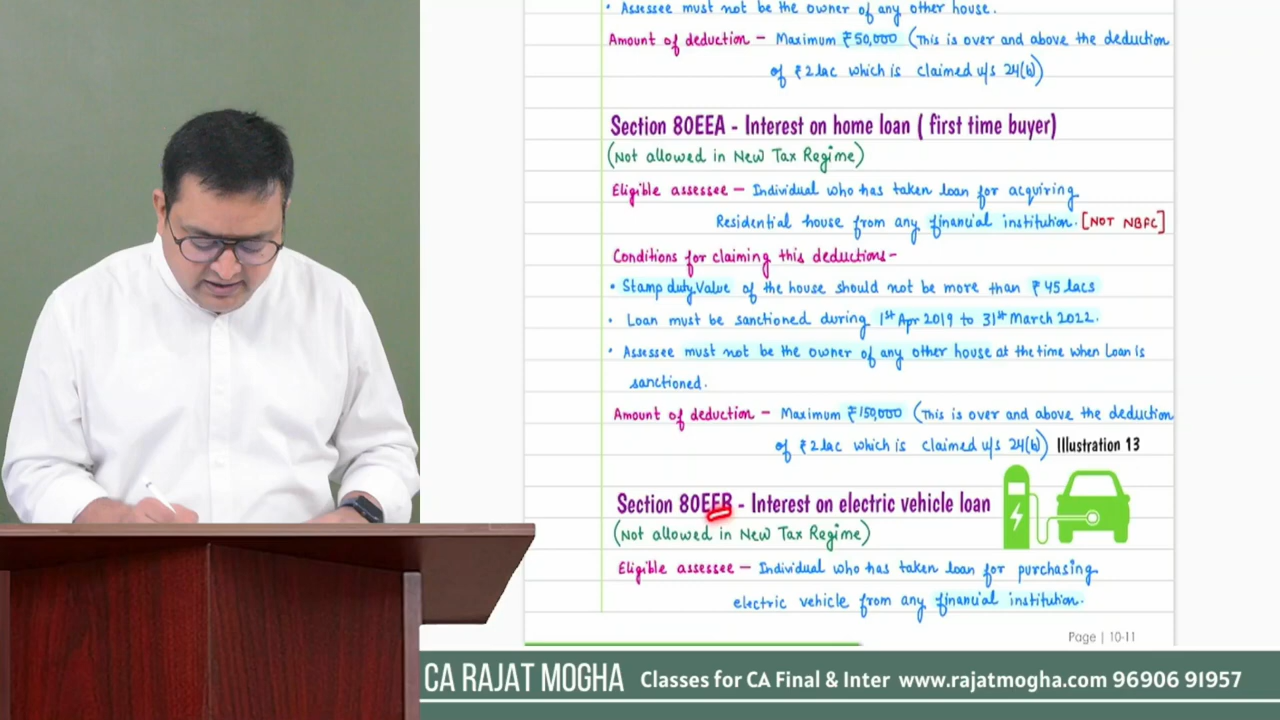 • Assessee must not be the owner of any other house.
Amount of deduction – Maximum ₹50,000 (This is over and above the deduction
of ₹2 lac which is claimed u/s 24(b))
Section 80EEA - Interest on home loan ( first time buyer)
(Not allowed in New Tax Regime)
Eligible assessee – Individual who has taken loan for acquiring
Residential house from any financial institution. [NOT NBFC]
Conditions for claiming this deductions-
• Stamp duty Value of the house should not be more than ₹ 45 lacs
• Loan must be sanctioned during 1st Apr 2019 to 31st March 2022.
• Assessee must not be the owner of any other house at the time when Loan is
sanctioned.
Amount of deduction – Maximum ₹150,000 (This is over and above the deduction
of ₹2 lac which is claimed u/s 24(b)) Illustration 13
Section 80EEB - Interest on electric vehicle loan
(Not allowed in New Tax Regime)
Eligible assessee – Individual who has taken loan for purchasing
electric vehicle from any financial institution.
Page | 10-11
CA RAJAT MOGHA Classes for CA Final & Inter www.rajatmogha.com 96906 91957